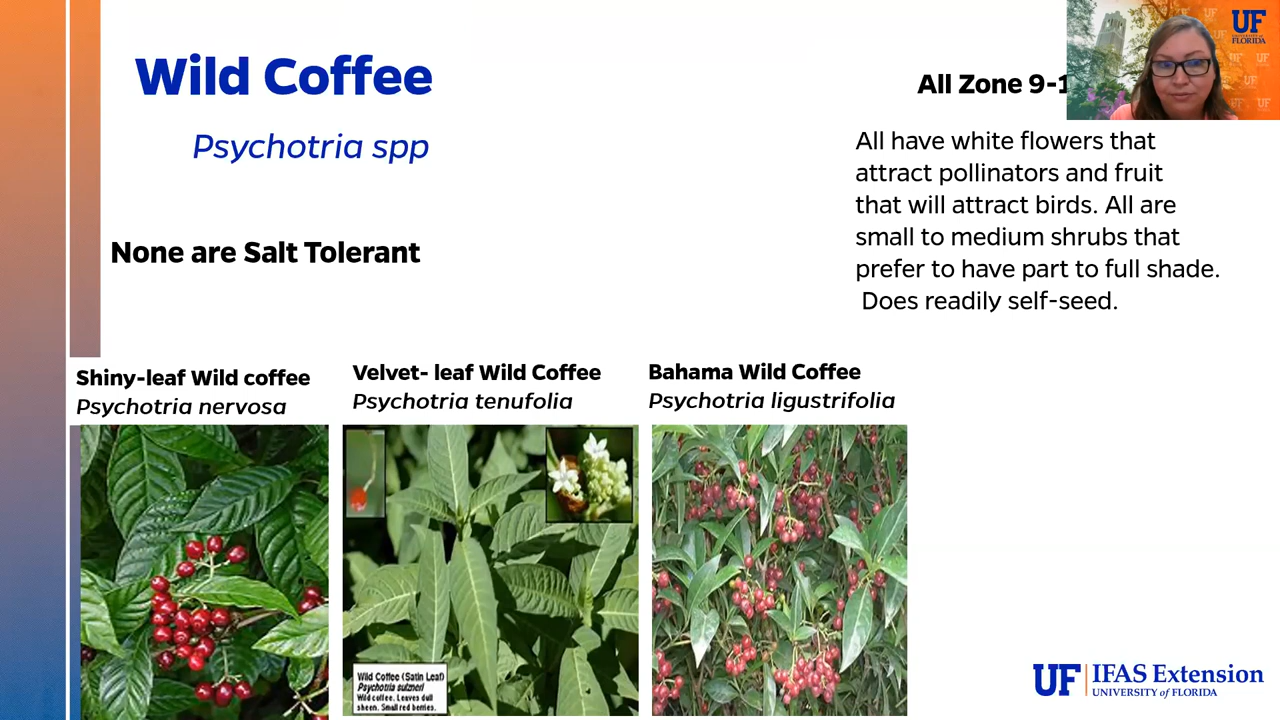 Wild Coffee
Psychotria spp
None are Salt Tolerant
All Zone 9-1
All have white flowers that
attract pollinators and fruit
that will attract birds. All are
small to medium shrubs that
prefer to have part to full shade.
Does readily self-seed.
Shiny-leaf Wild coffee
Psychotria nervosa
Velvet- leaf Wild Coffee
Psychotria tenufolia
Bahama Wild Coffee
Psychotria ligustrifolia
Wild Coffee (Satin Leaf)
Psychotria sulzneri
Wild coffee. Leaves dull
sheen. Small red berries.
UF
UNIVERSITY of
FLORIDA
UF IFAS Extension
UNIVERSITY of FLORIDA